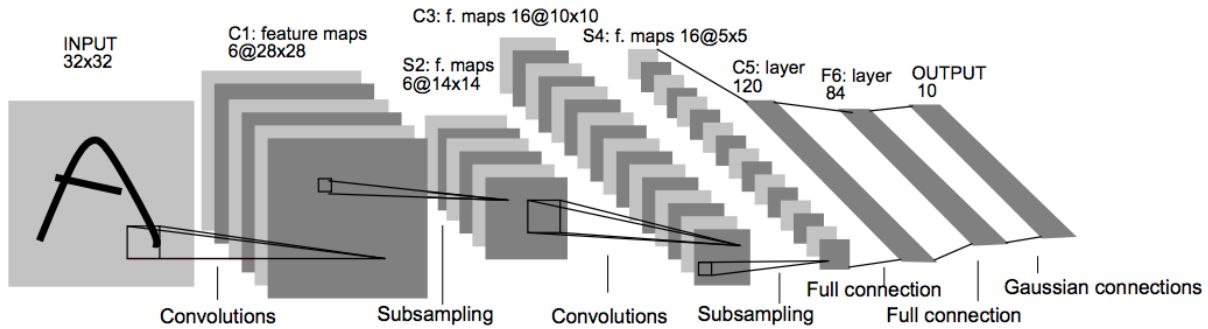 INPUT
32x32
C1: feature maps
6@28x28
S2: f. maps
6@14x14
C3: f. maps 16@10x10
S4: f. maps 16@5x5
C5: layer
120
F6: layer
84
OUTPUT
10
Convolutions
Subsampling
Convolutions
Subsampling
Full connection
Full connection
Gaussian connections